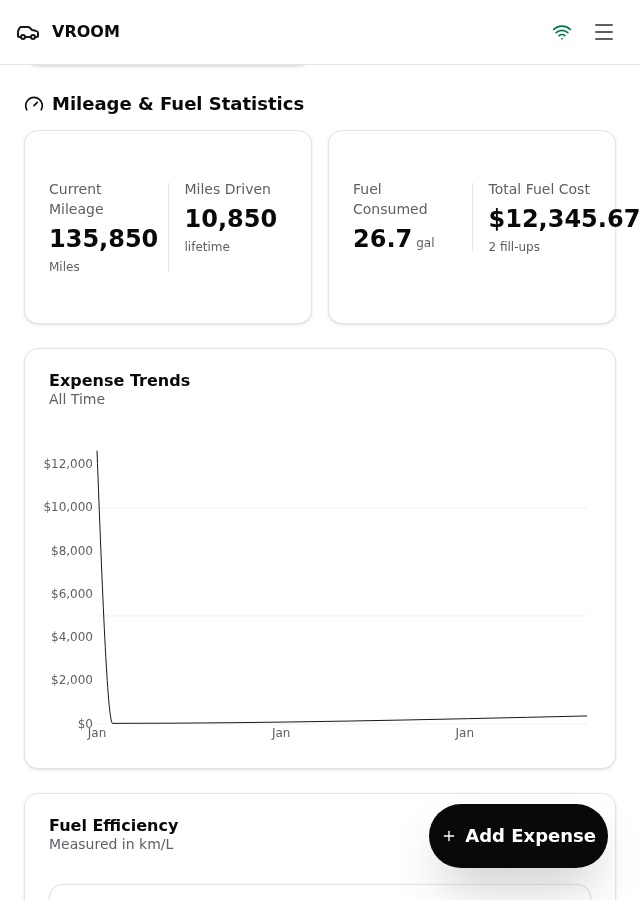 VROOM
Mileage & Fuel Statistics
Current
Mileage
135,850
Miles
Miles Driven
10,850
lifetime
Fuel
Consumed
26.7 gal
Total Fuel Cost
$12,345.67
2 fill-ups
Expense Trends
All Time
$12,000
$10,000
$8,000
$6,000
$4,000
$2,000
$0
Jan Jan Jan
Fuel Efficiency
Measured in km/L
+ Add Expense